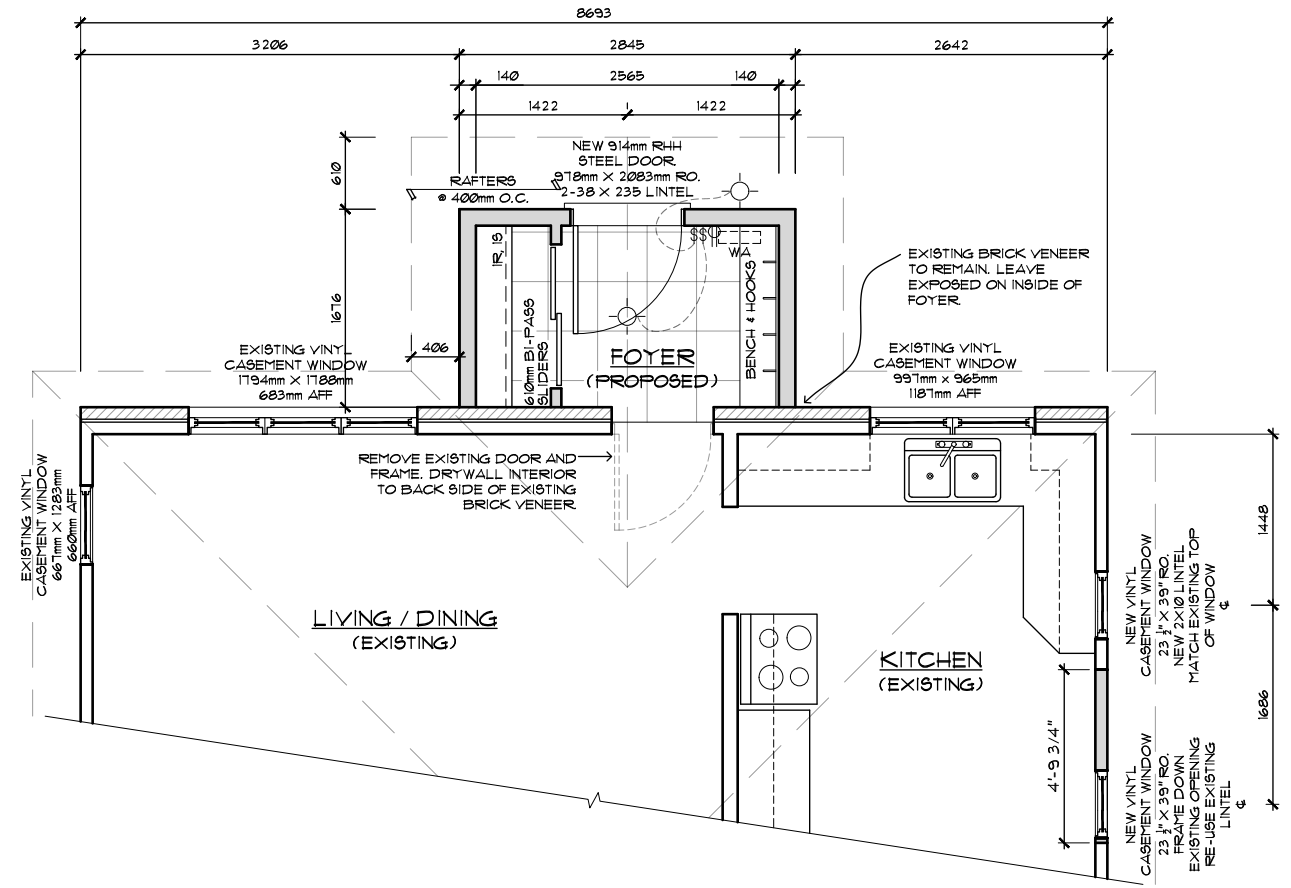 8693
3206
2845
2642
140
2565
140
1422
1422
610
1676
406
NEW 914mm RHH
STEEL DOOR.
978mm X 2083mm RO.
2-38 X 235 LINTEL
RAFTERS
@ 400mm O.C.
1R, 1S
610mm BI-PASS
SLIDERS
$$
WA
BENCH & HOOKS
FOYER
(PROPOSED)
EXISTING BRICK VENEER
TO REMAIN. LEAVE
EXPOSED ON INSIDE OF
FOYER.
EXISTING VINYL
CASEMENT WINDOW
1794mm X 1788mm
683mm AFF
EXISTING VINYL
CASEMENT WINDOW
997mm X 965mm
1187mm AFF
REMOVE EXISTING DOOR AND
FRAME. DRYWALL INTERIOR
TO BACK SIDE OF EXISTING
BRICK VENEER.
EXISTING VINYL
CASEMENT WINDOW
667mm X 1283mm
660mm AFF
LIVING / DINING
(EXISTING)
KITCHEN
(EXISTING)
1448
1686
4'-9 3/4"
NEW VINYL
CASEMENT WINDOW
23 ½" X 39" RO.
NEW 2X10 LINTEL
MATCH EXISTING TOP
OF WINDOW
℄
NEW VINYL
CASEMENT WINDOW
23 ½" X 39" RO.
FRAME DOWN
EXISTING OPENING
RE-USE EXISTING
LINTEL
℄